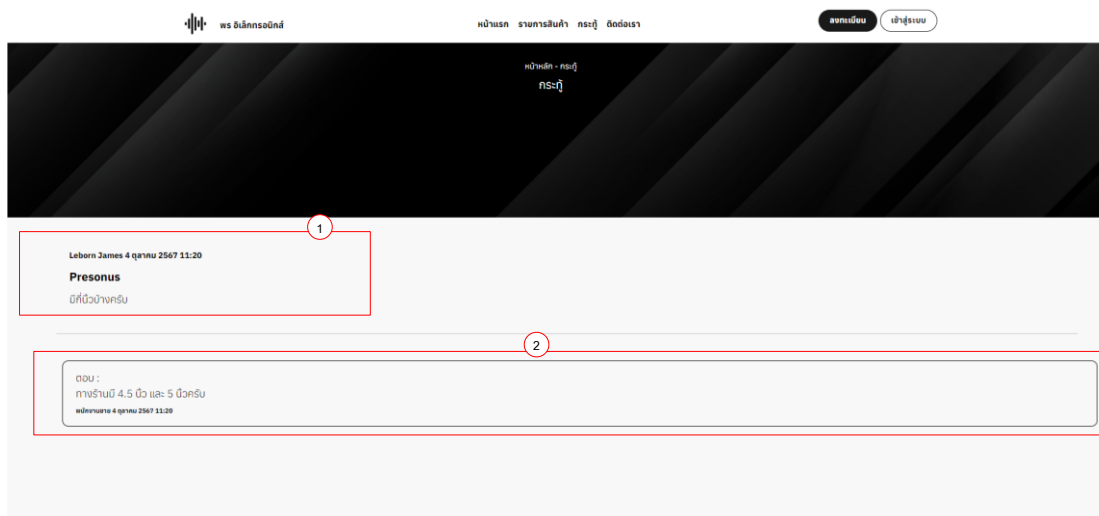 พร อิเล็กทรอนิกส์
หน้าแรก รายการสินค้า กระทู้ ติดต่อเรา
ลงทะเบียน
เข้าสู่ระบบ
หน้าหลัก - กระทู้
กระทู้
1
Leborn James 4 ตุลาคม 2567 11:20
Presonus
มีกี่นิ้วบ้างครับ
2
ตอบ :
ทางร้านมี 4.5 นิ้ว และ 5 นิ้วครับ
พนักงานขาย 4 ตุลาคม 2567 11:20